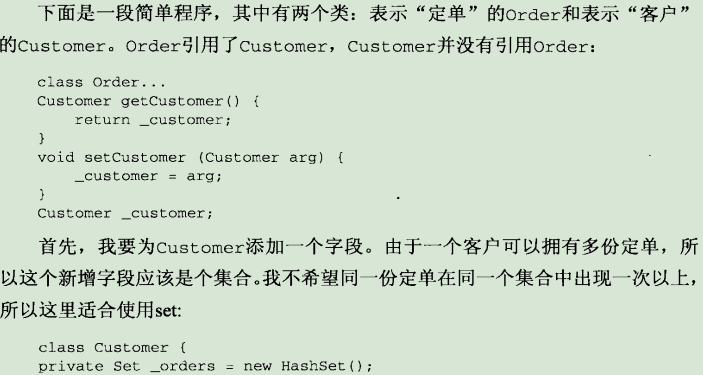 下面是一段简单程序，其中有两个类：表示“定单”的Order和表示“客户”
的Customer。Order引用了Customer，Customer并没有引用Order：
class Order...
Customer getCustomer() {
return _customer;
}
void setCustomer (Customer arg) {
_customer = arg;
}
Customer _customer;
首先，我要为Customer添加一个字段。由于一个客户可以拥有多份定单，所
以这个新增字段应该是个集合。我不希望同一份定单在同一个集合中出现一次以上，
所以这里适合使用set:
class Customer {
private Set _orders = new HashSet();